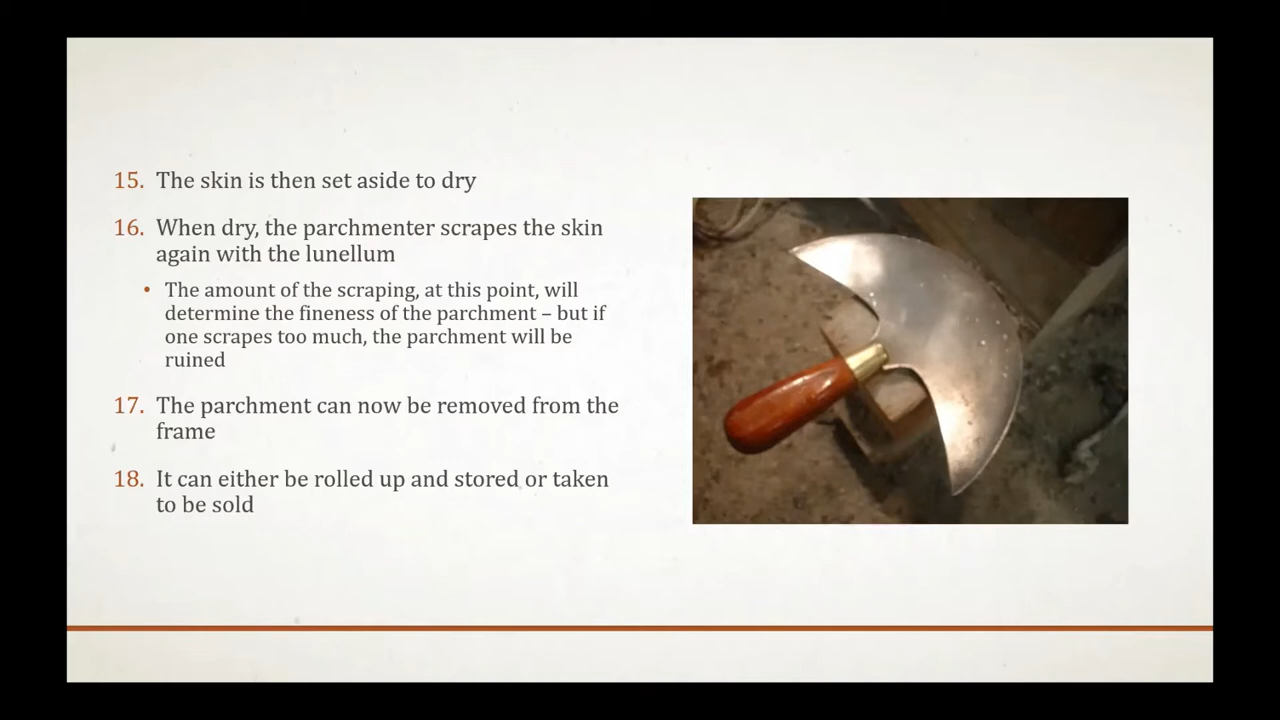 15. The skin is then set aside to dry
16. When dry, the parchmenter scrapes the skin
again with the lunellum
• The amount of the scraping, at this point, will
determine the fineness of the parchment – but if
one scrapes too much, the parchment will be
ruined
17. The parchment can now be removed from the
frame
18. It can either be rolled up and stored or taken
to be sold